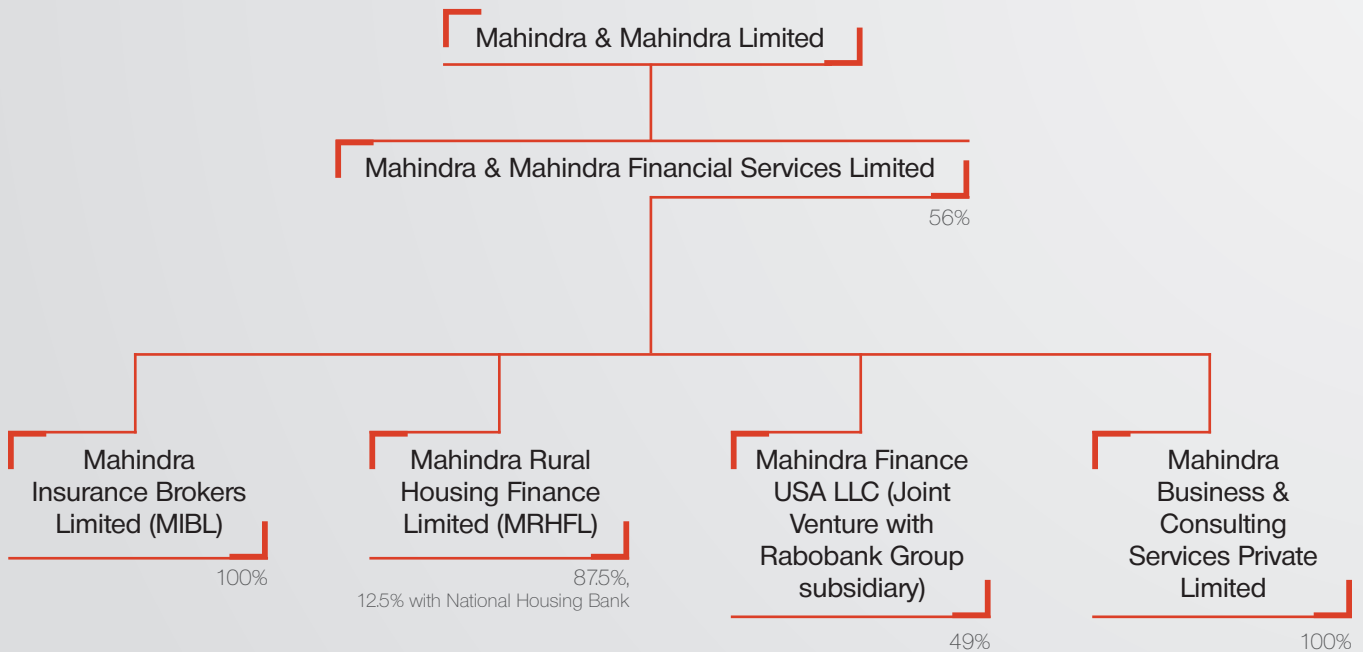 Mahindra & Mahindra Limited
Mahindra & Mahindra Financial Services Limited
56%
Mahindra
Insurance Brokers
Limited (MIBL)
100%
Mahindra Rural
Housing Finance
Limited (MRHFL)
87.5%,
12.5% with National Housing Bank
Mahindra Finance
USA LLC (Joint
Venture with
Rabobank Group
subsidiary)
49%
Mahindra
Business &
Consulting
Services Private
Limited
100%